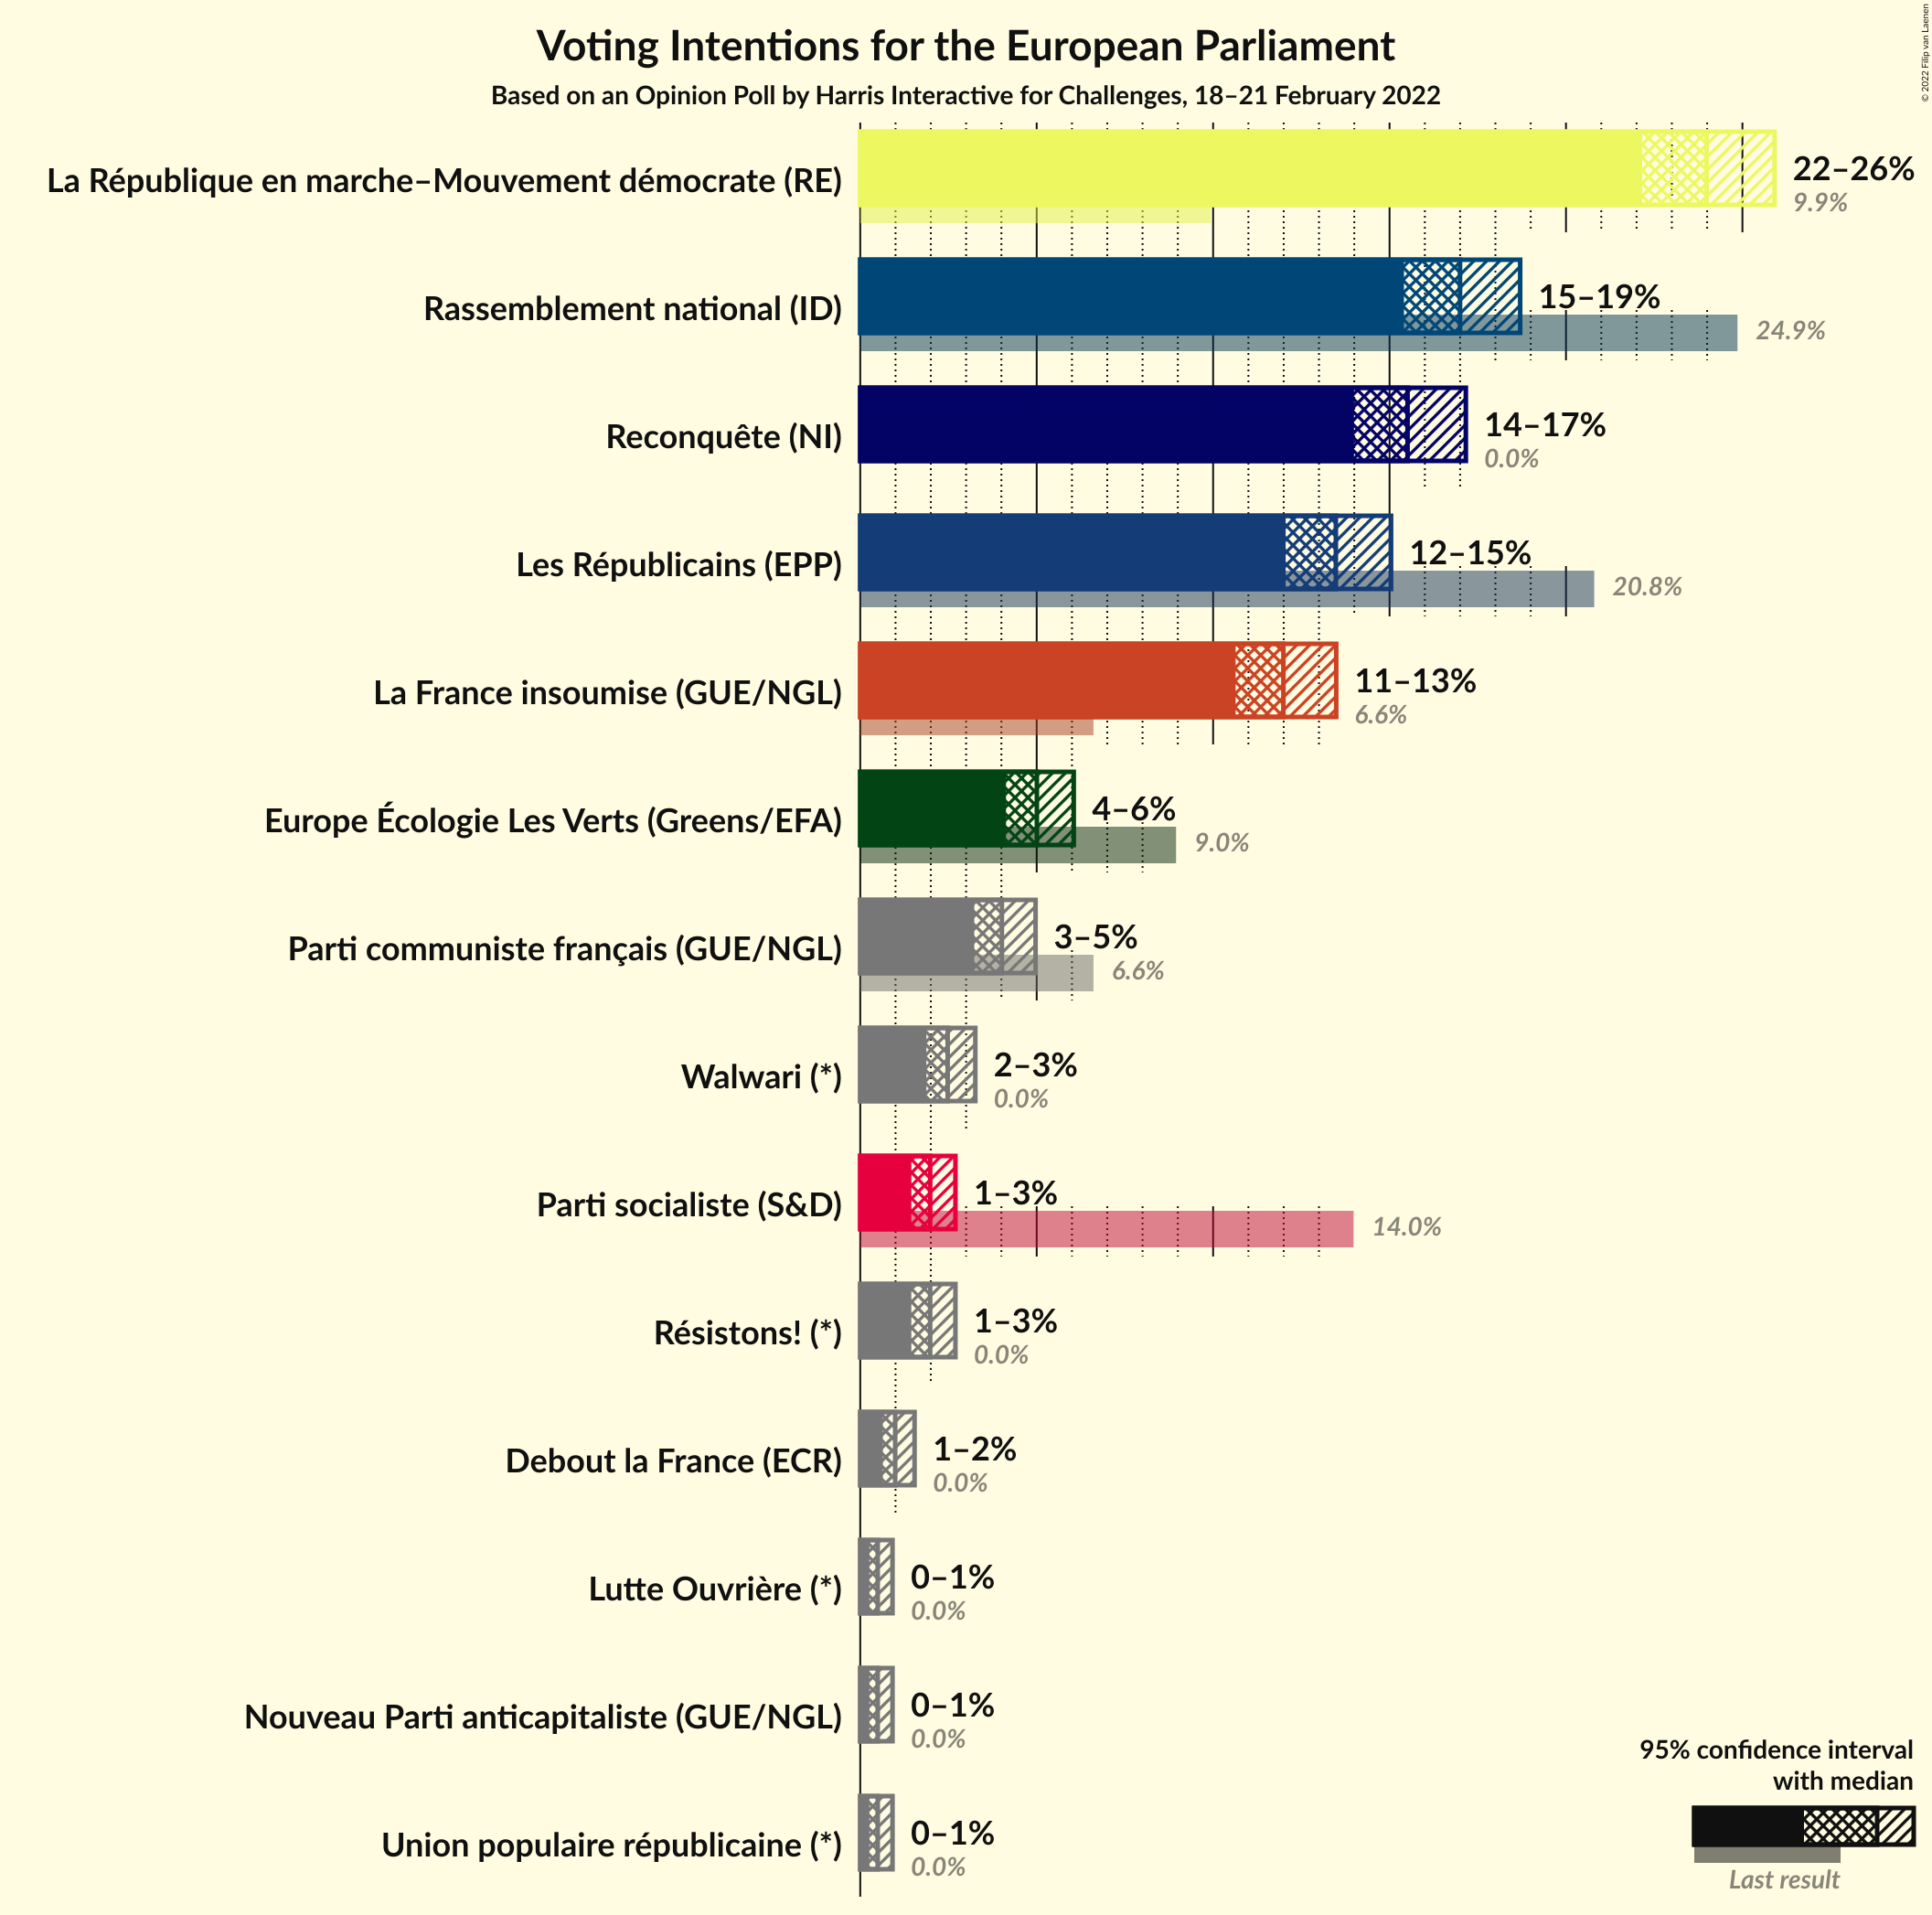 Voting Intentions for the European Parliament
Based on an Opinion Poll by Harris Interactive for Challenges, 18–21 February 2022
© 2022 Filip van Laenen
La République en marche–Mouvement démocrate (RE)
22–26%
9.9%
Rassemblement national (ID)
15–19%
24.9%
Reconquête (NI)
14–17%
0.0%
Les Républicains (EPP)
12–15%
20.8%
La France insoumise (GUE/NGL)
11–13%
6.6%
Europe Écologie Les Verts (Greens/EFA)
4–6%
9.0%
Parti communiste français (GUE/NGL)
3–5%
6.6%
Walwari (*)
2–3%
0.0%
Parti socialiste (S&D)
1–3%
14.0%
Résistons! (*)
1–3%
0.0%
Debout la France (ECR)
1–2%
0.0%
Lutte Ouvrière (*)
0–1%
0.0%
Nouveau Parti anticapitaliste (GUE/NGL)
0–1%
0.0%
Union populaire républicaine (*)
0–1%
0.0%
95% confidence interval
with median
Last result